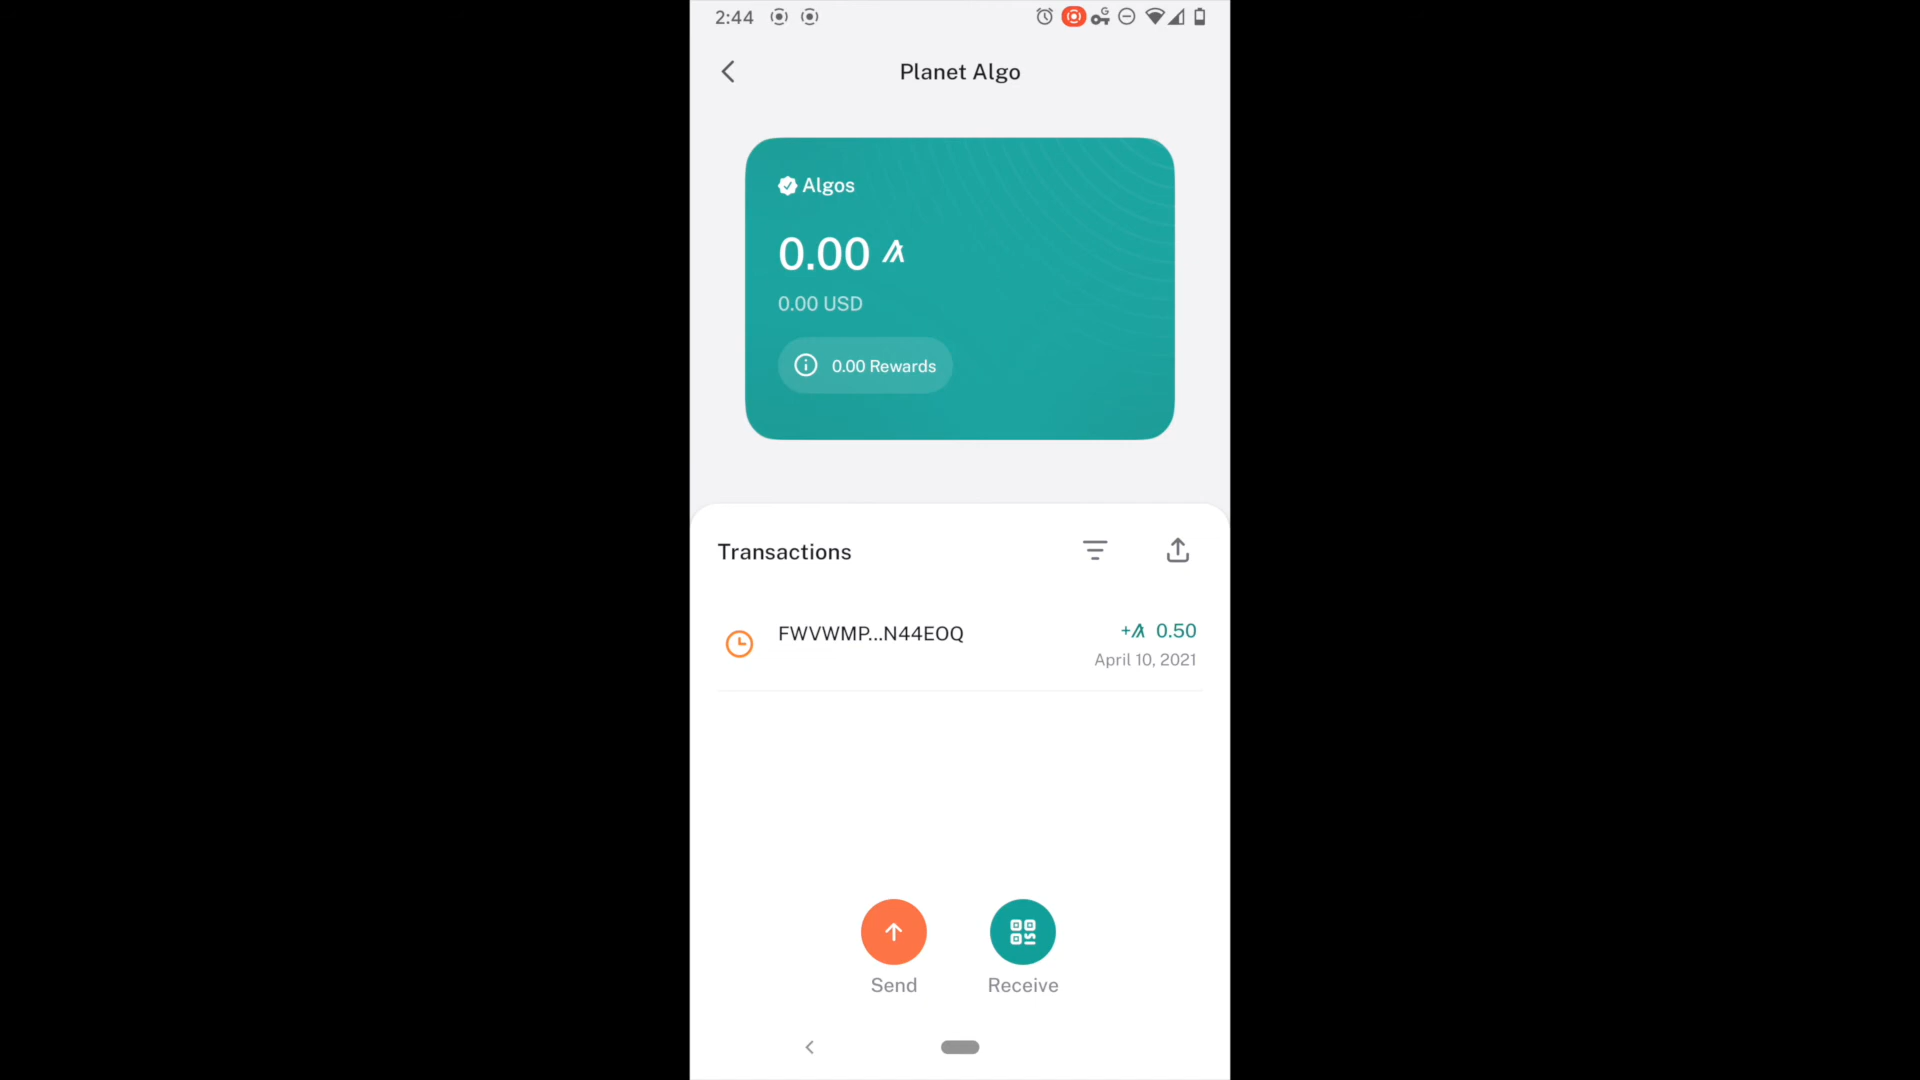 2:44
Planet Algo
Algos
0.00
0.00 USD
0.00 Rewards
Transactions
FWVWMP...N44EOQ
+ 0.50
April 10, 2021
Send
Receive